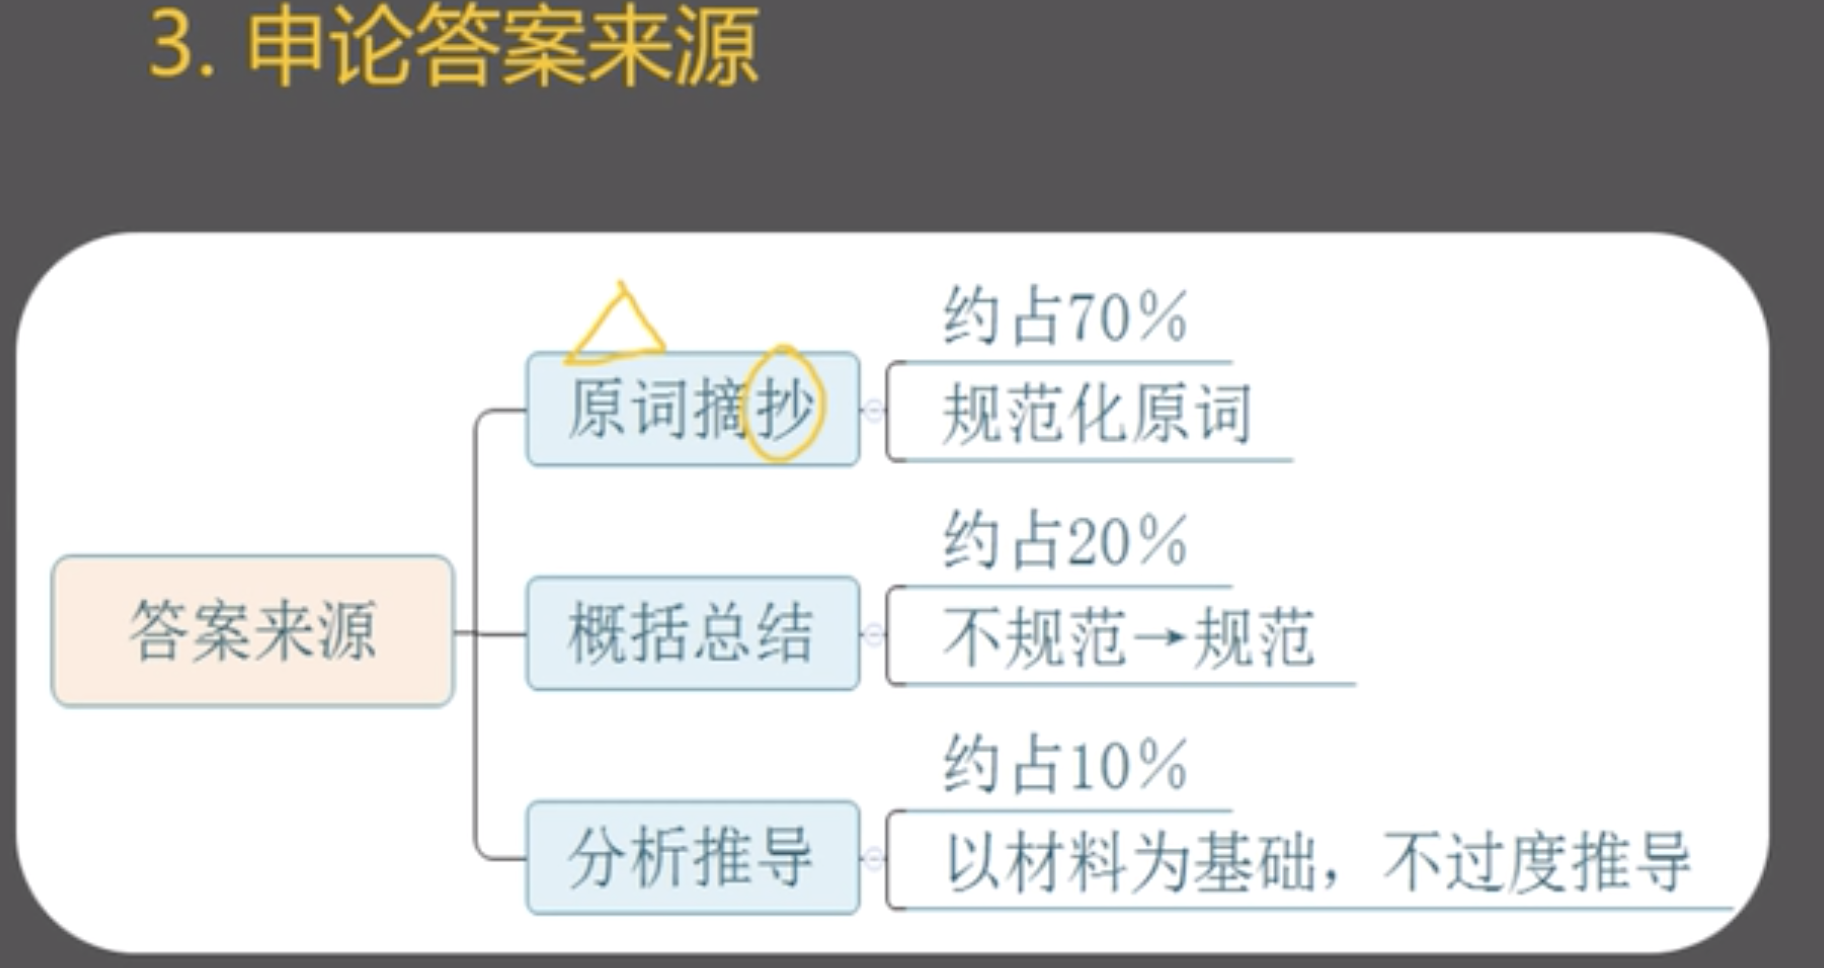 3. 申论答案来源
答案来源
原词摘抄
约占70%
规范化原词
概括总结
约占20%
不规范→规范
分析推导
约占10%
以材料为基础，不过度推导